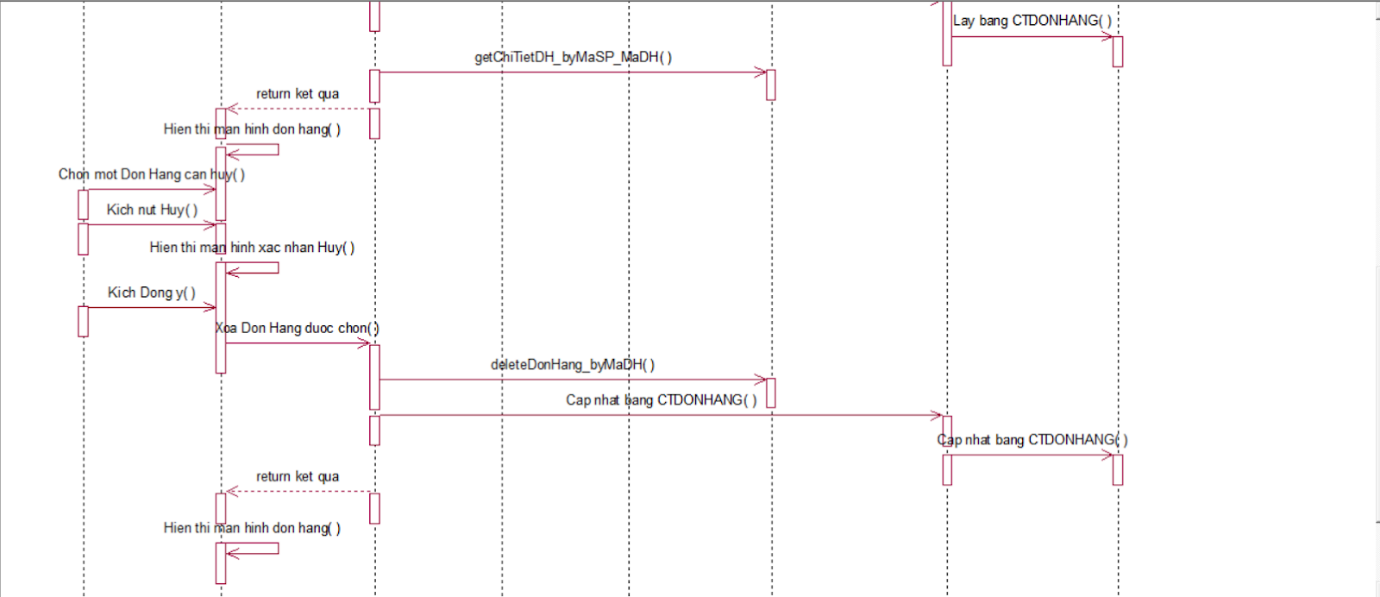 Lay bang CTDONHANG( )
getChiTietDH_byMaSP_MaDH( )
return ket qua
Hien thi man hinh don hang( )
Chon mot Don Hang can huy( )
Kich nut Huy( )
Hien thi man hinh xac nhan Huy( )
Kich Dong y( )
Xoa Don Hang duoc chon( )
deleteDonHang_byMaDH( )
Cap nhat bang CTDONHANG( )
Cap nhat bang CTDONHANG( )
return ket qua
Hien thi man hinh don hang( )